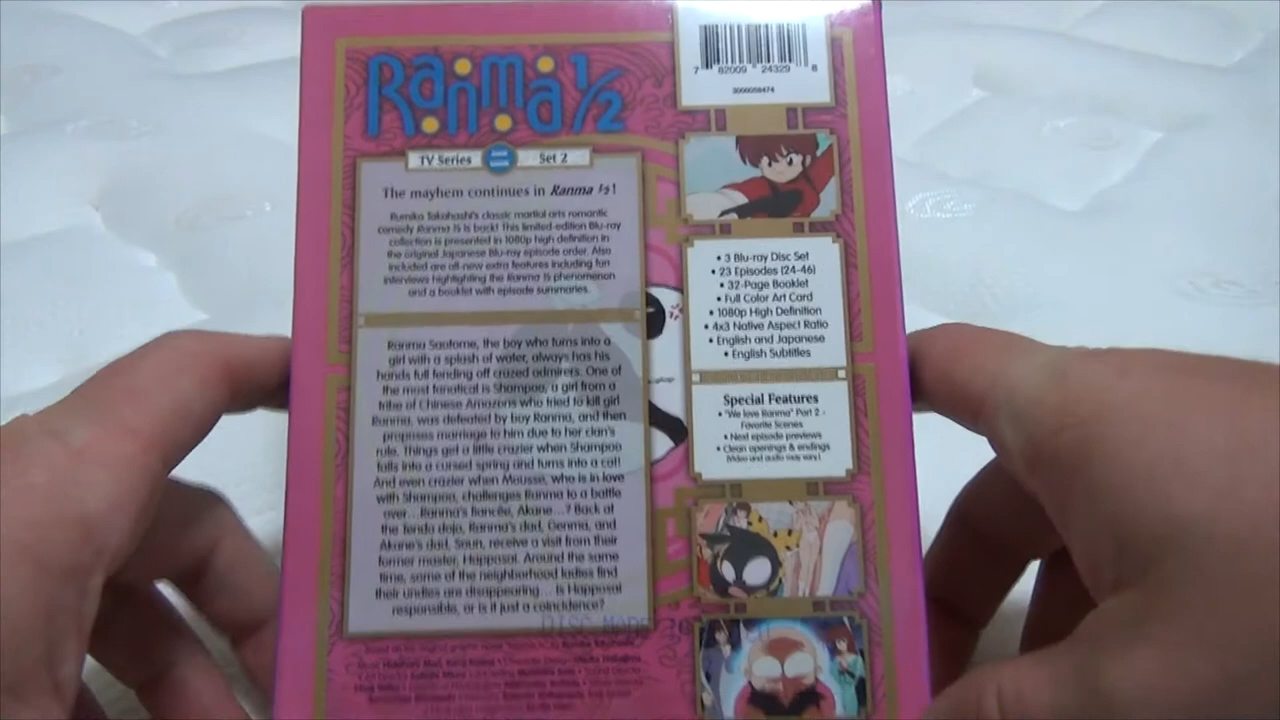 Ranma ½
TV Series
Set 2
The mayhem continues in Ranma ½!
Rumiko Takahashi's classic martial arts romantic
comedy Ranma ½ is back! This limited edition Blu-ray
collection is presented in 1080p high definition in
the original Japanese Blu-ray episode order. Also
included are all-new extra features including fun
interviews highlighting the Ranma ½ phenomenon
and a booklet with episode summaries.
Ranma Saotome, the boy who turns into a
girl with a splash of water, always has his
hands full fending off crazed admirers. One of
the most fanatical is Shampoo, a girl from a
tribe of Chinese Amazons who tried to kill girl
Ranma, was defeated by boy Ranma, and then
proposes marriage to him due to her clan's
rule. Things get a little crazier when Shampoo
falls into a cursed spring and turns into a cat!
And even crazier when Mousse, who is in love
with Shampoo, challenges Ranma to a battle
over...Ranma's fiancée, Akane...? Back at
the Tendo dojo, Ranma's dad, Genma, and
Akane's dad, Soun, receive a visit from their
former master, Happosai. Around the same
time, some of the neighborhood ladies find
their undies are disappearing... Is Happosai
responsible, or is it just a coincidence?
7 82009 24329 8
3000058474
• 3 Blu-ray Disc Set
• 23 Episodes (24-46)
• 32-Page Booklet
• Full Color Art Card
• 1080p High Definition
• 4x3 Native Aspect Ratio
• English and Japanese
• English Subtitles
Special Features
• "We love Ranma" Part 2 -
Favorite Scenes
• Next episode previews
• Clean openings & endings
(Video and audio may vary)
DISC MADE